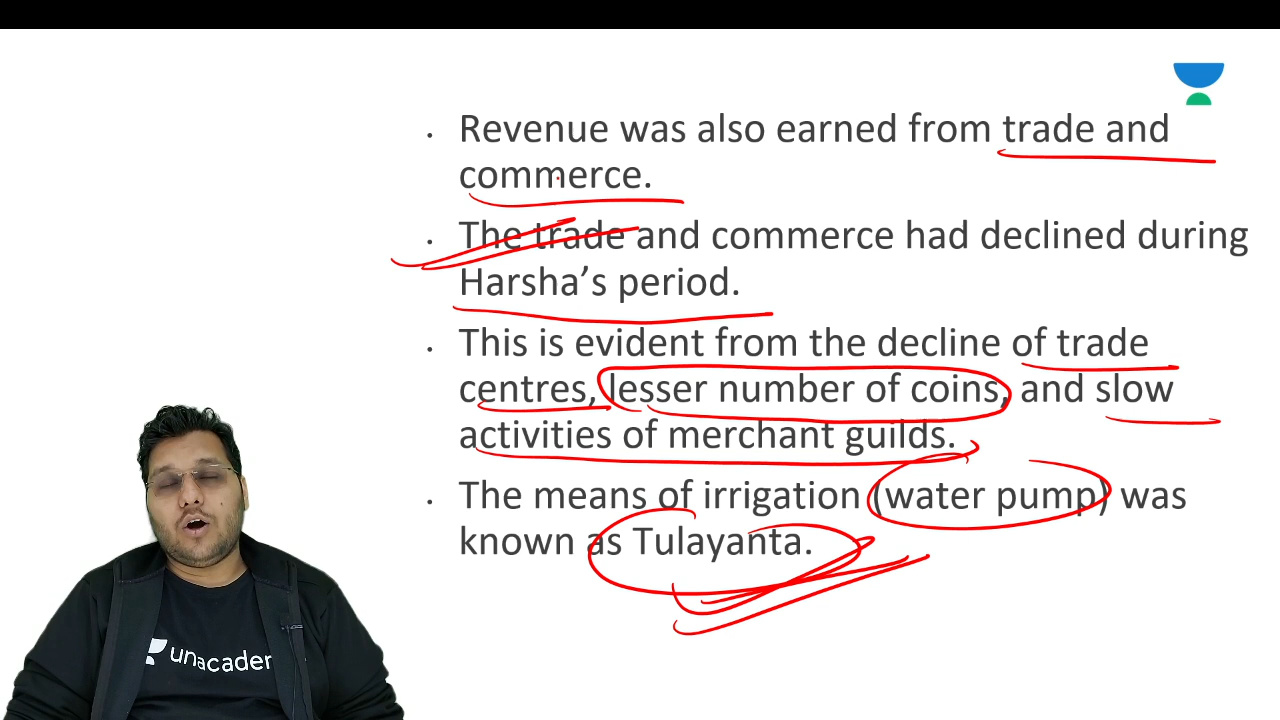 • Revenue was also earned from trade and
commerce.
• The trade and commerce had declined during
Harsha’s period.
• This is evident from the decline of trade
centres, lesser number of coins, and slow
activities of merchant guilds.
• The means of irrigation (water pump) was
known as Tulayanta.
unacader